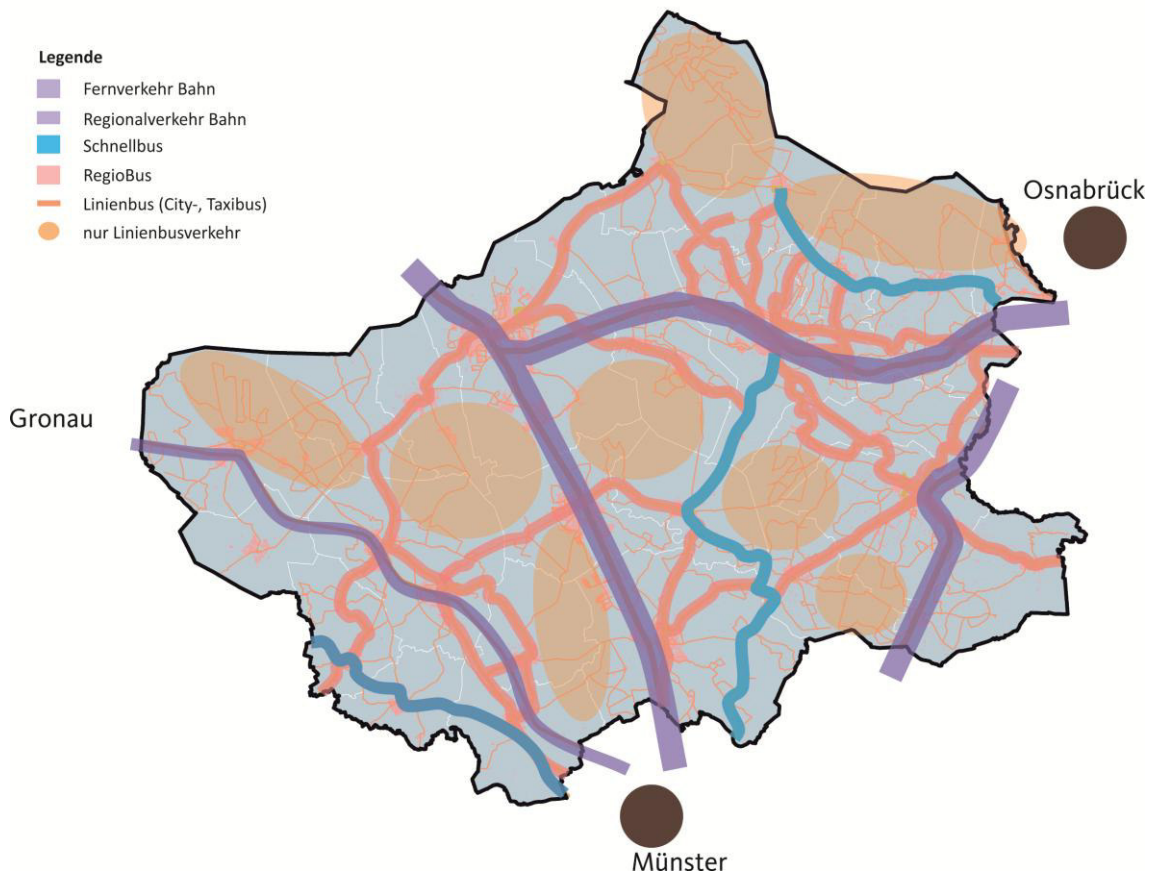 Legende
Fernverkehr Bahn
Regionalverkehr Bahn
Schnellbus
RegioBus
Linienbus (City-, Taxibus)
nur Linienbusverkehr
Osnabrück
Gronau
Münster